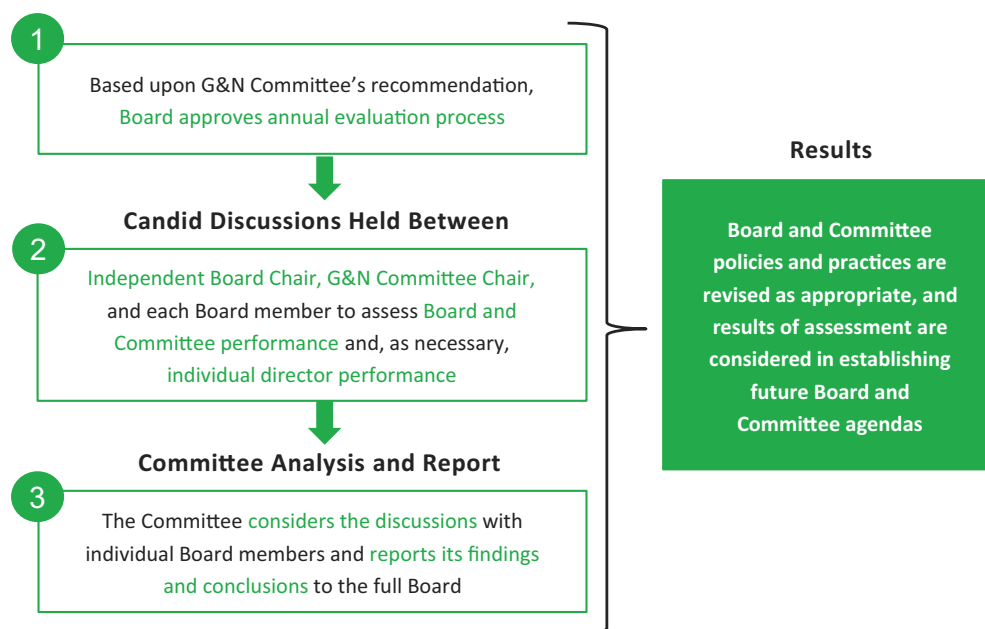 1
Based upon G&N Committee’s recommendation,
Board approves annual evaluation process
Candid Discussions Held Between
2
Independent Board Chair, G&N Committee Chair,
and each Board member to assess Board and
Committee performance and, as necessary,
individual director performance
Committee Analysis and Report
3
The Committee considers the discussions with
individual Board members and reports its findings
and conclusions to the full Board
Results
Board and Committee
policies and practices are
revised as appropriate, and
results of assessment are
considered in establishing
future Board and
Committee agendas